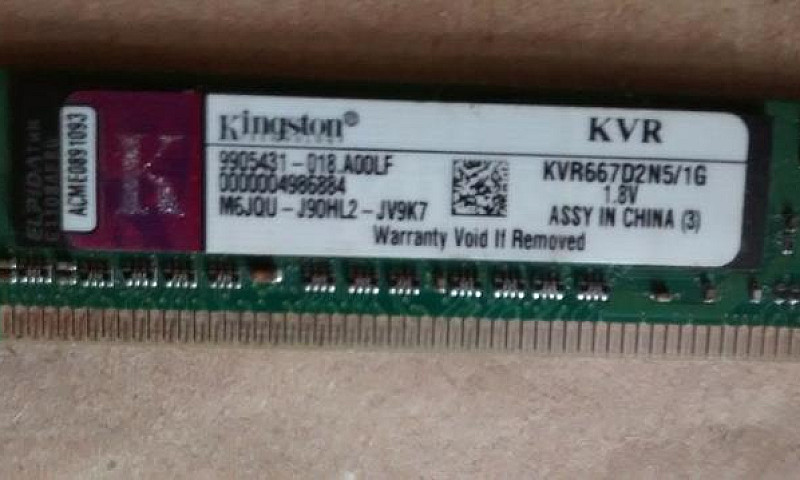 ACME0891093
K
Kingston®
KVR
9905431-018.A00LF
0000004986884
M6JQU-J90HL2-JV9K7
KVR667D2N5/1G
1.8V
ASSY IN CHINA (3)
Warranty Void If Removed